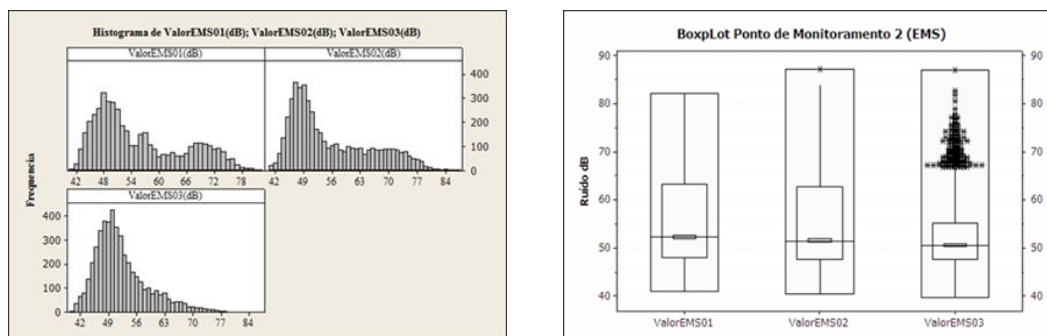 Histograma de ValorEMS01(dB); ValorEMS02(dB); ValorEMS03(dB)
ValorEMS01(dB)
ValorEMS02(dB)
400
300
200
100
0
42 48 54 60 66 72 78
42 49 56 63 70 77 84
Frequencia
ValorEMS03(dB)
400
300
200
100
0
42 49 56 63 70 77 84
BoxpLot Ponto de Monitoramento 2 (EMS)
Ruído dB
90
80
70
60
50
40
90
80
70
60
50
40
ValorEMS01
ValorEMS02
ValorEMS03